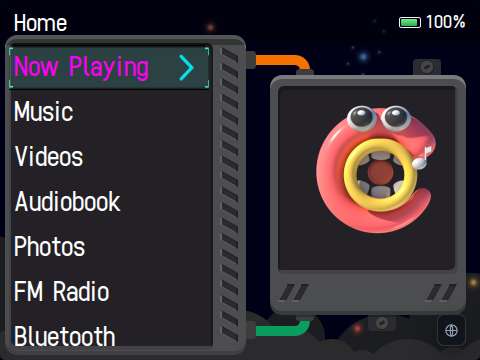 Home
100%
Now Playing
Music
Videos
Audiobook
Photos
FM Radio
Bluetooth